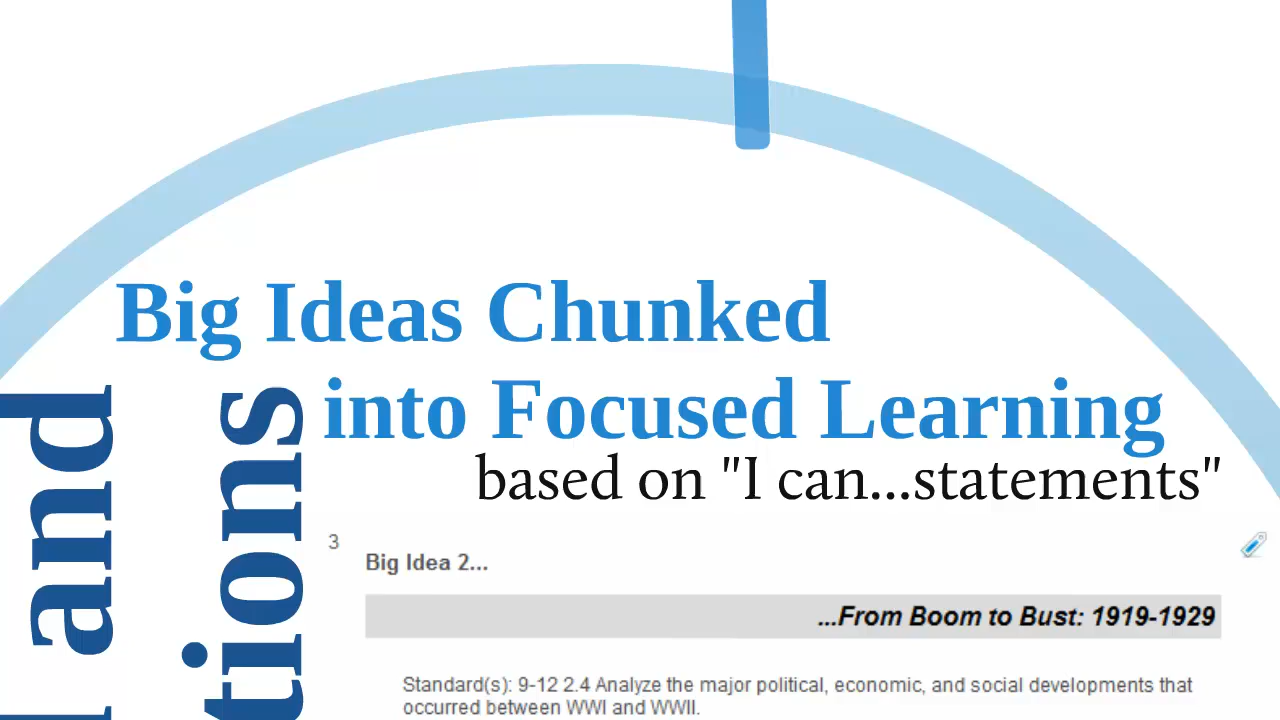 Big Ideas Chunked
into Focused Learning
based on "I can...statements"
and
tions
3
Big Idea 2...
...From Boom to Bust: 1919-1929
Standard(s): 9-12 2.4 Analyze the major political, economic, and social developments that
occurred between WWI and WWII.